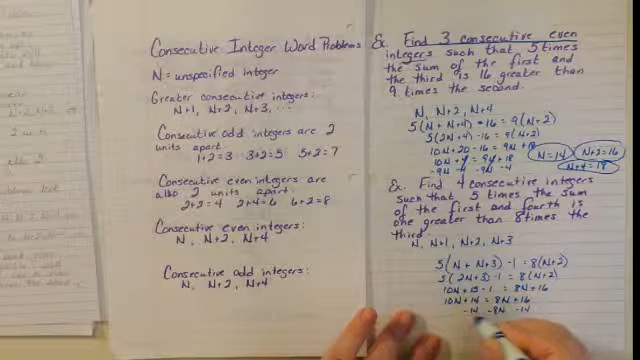 Consecutive Integer Word Problems
N = unspecified integer
Greater consecutive integers:
N+1, N+2, N+3, ...
Consecutive odd integers are 2
units apart.
1+2=3 3+2=5 5+2=7
Consecutive even integers are
also 2 units apart.
2+2=4 2+4=6 6+2=8
Consecutive even integers:
N, N+2, N+4
Consecutive odd integers:
N, N+2, N+4
Ex. Find 3 consecutive even
integers such that 5 times
the sum of the first and
the third is 16 greater than
9 times the second.
N, N+2, N+4
5(N+N+4)-16=9(N+2)
5(2N+4)-16=9(N+2)
10N+20-16=9N+18
10N+4=9N+18
-9N-4 -9N-4
N=14
N+2=16
N+4=18
Ex. Find 4 consecutive integers
such that 5 times the sum
of the first and fourth is
one greater than 8 times the
third.
N, N+1, N+2, N+3
5(N+N+3)-1=8(N+2)
5(2N+3)-1=8(N+2)
10N+15-1=8N+16
10N+14=8N+16
-14 -8N -14